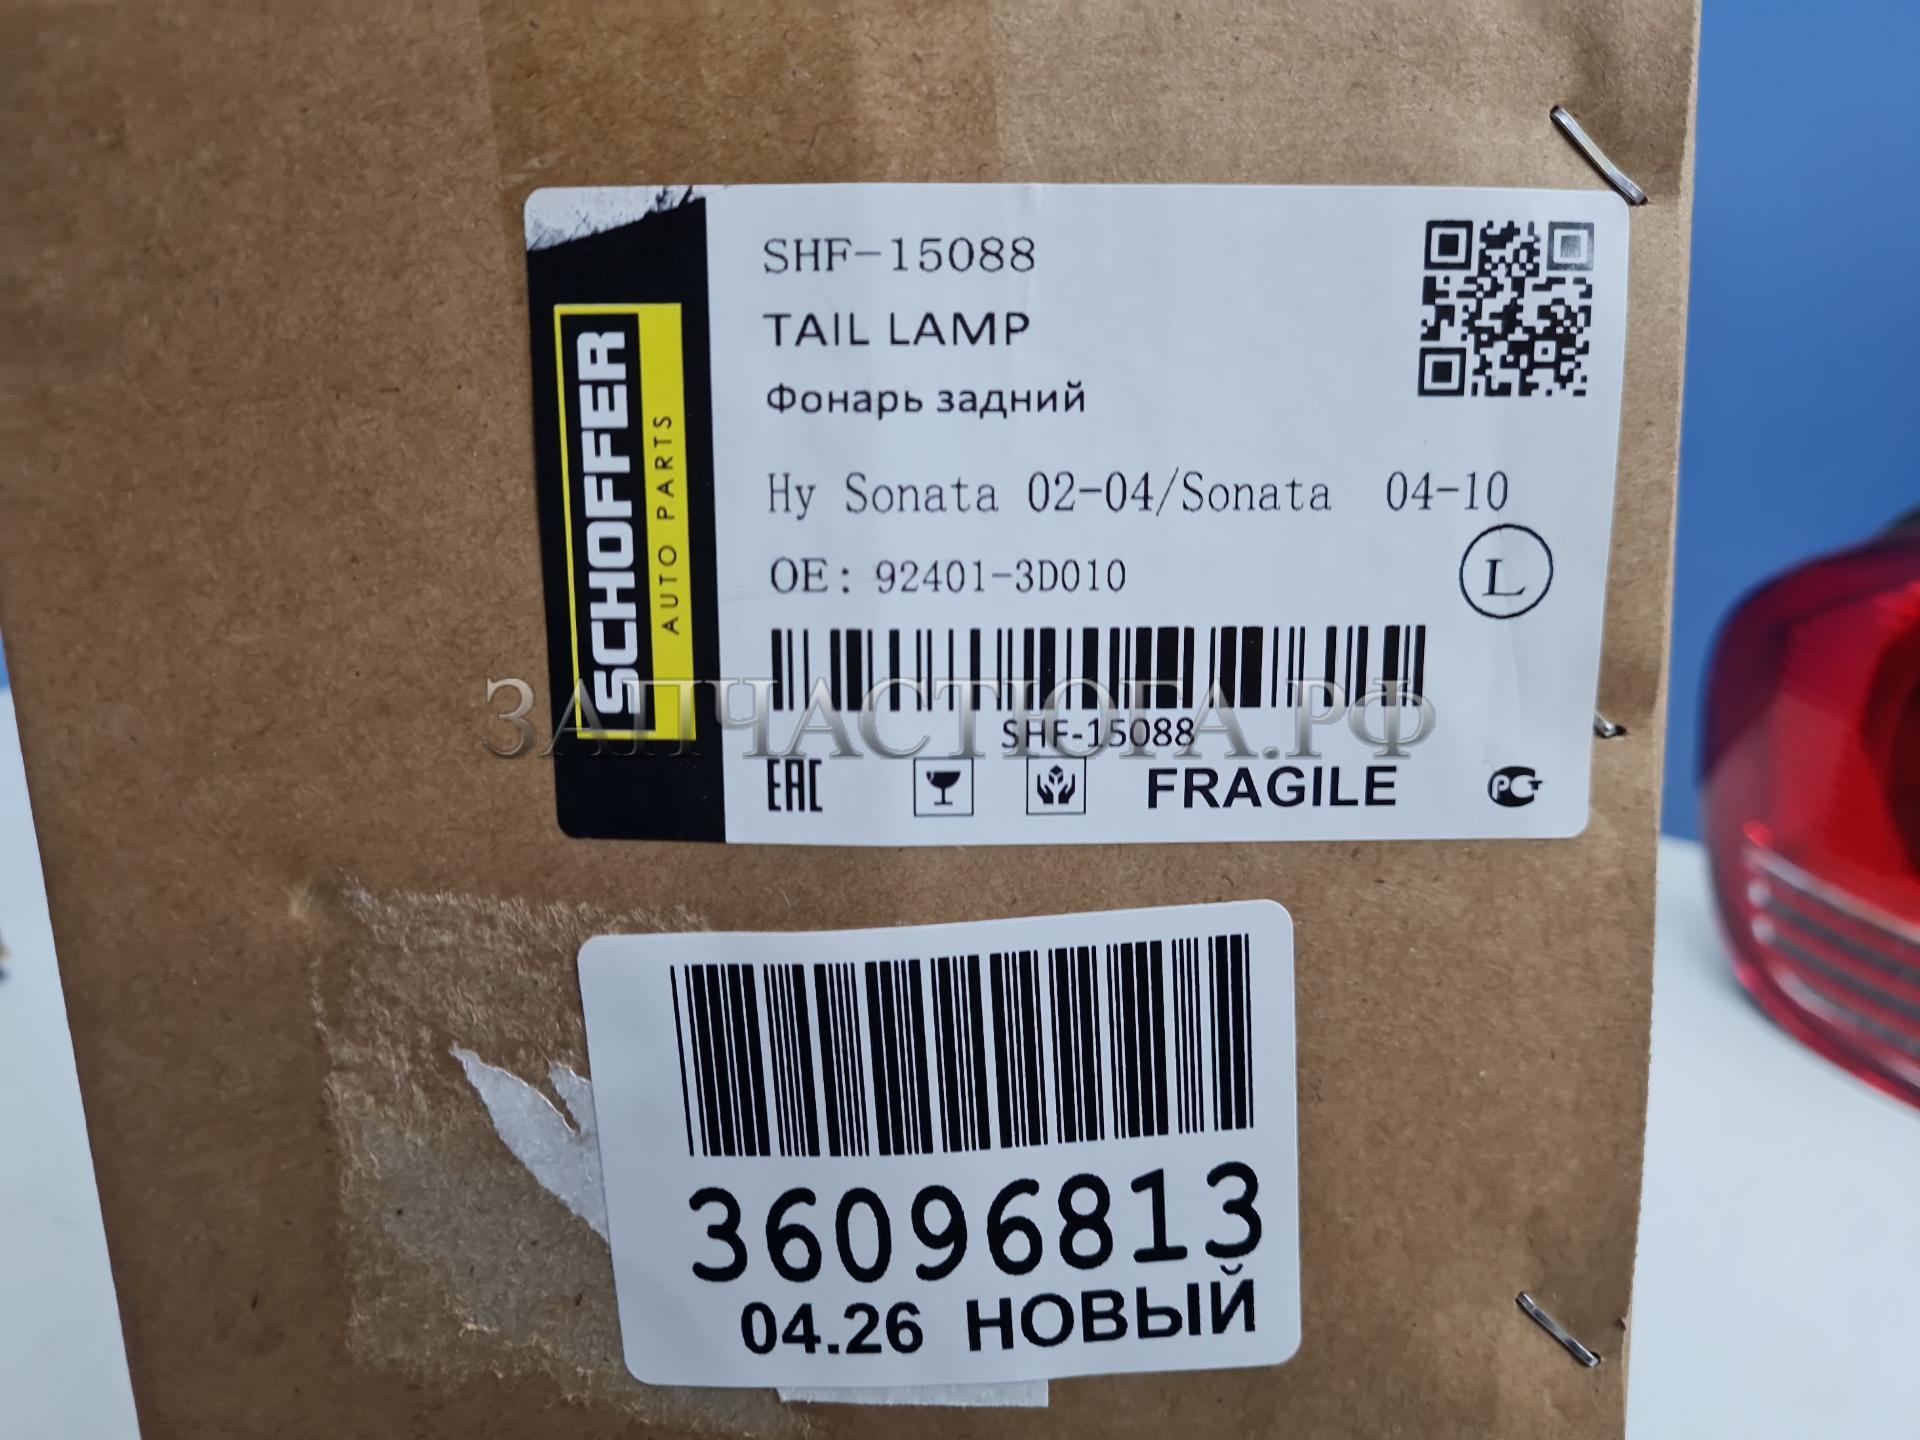 SHF-15088
TAIL LAMP
Фонарь задний
Hy Sonata 02-04/Sonata 04-10
OE: 92401-3D010
L
SCHOFFER
AUTO PARTS
ЗАПЧАСТЮГА.РФ
SHF-15088
EAC
FRAGILE
РСТ
36096813
04.26 НОВЫЙ